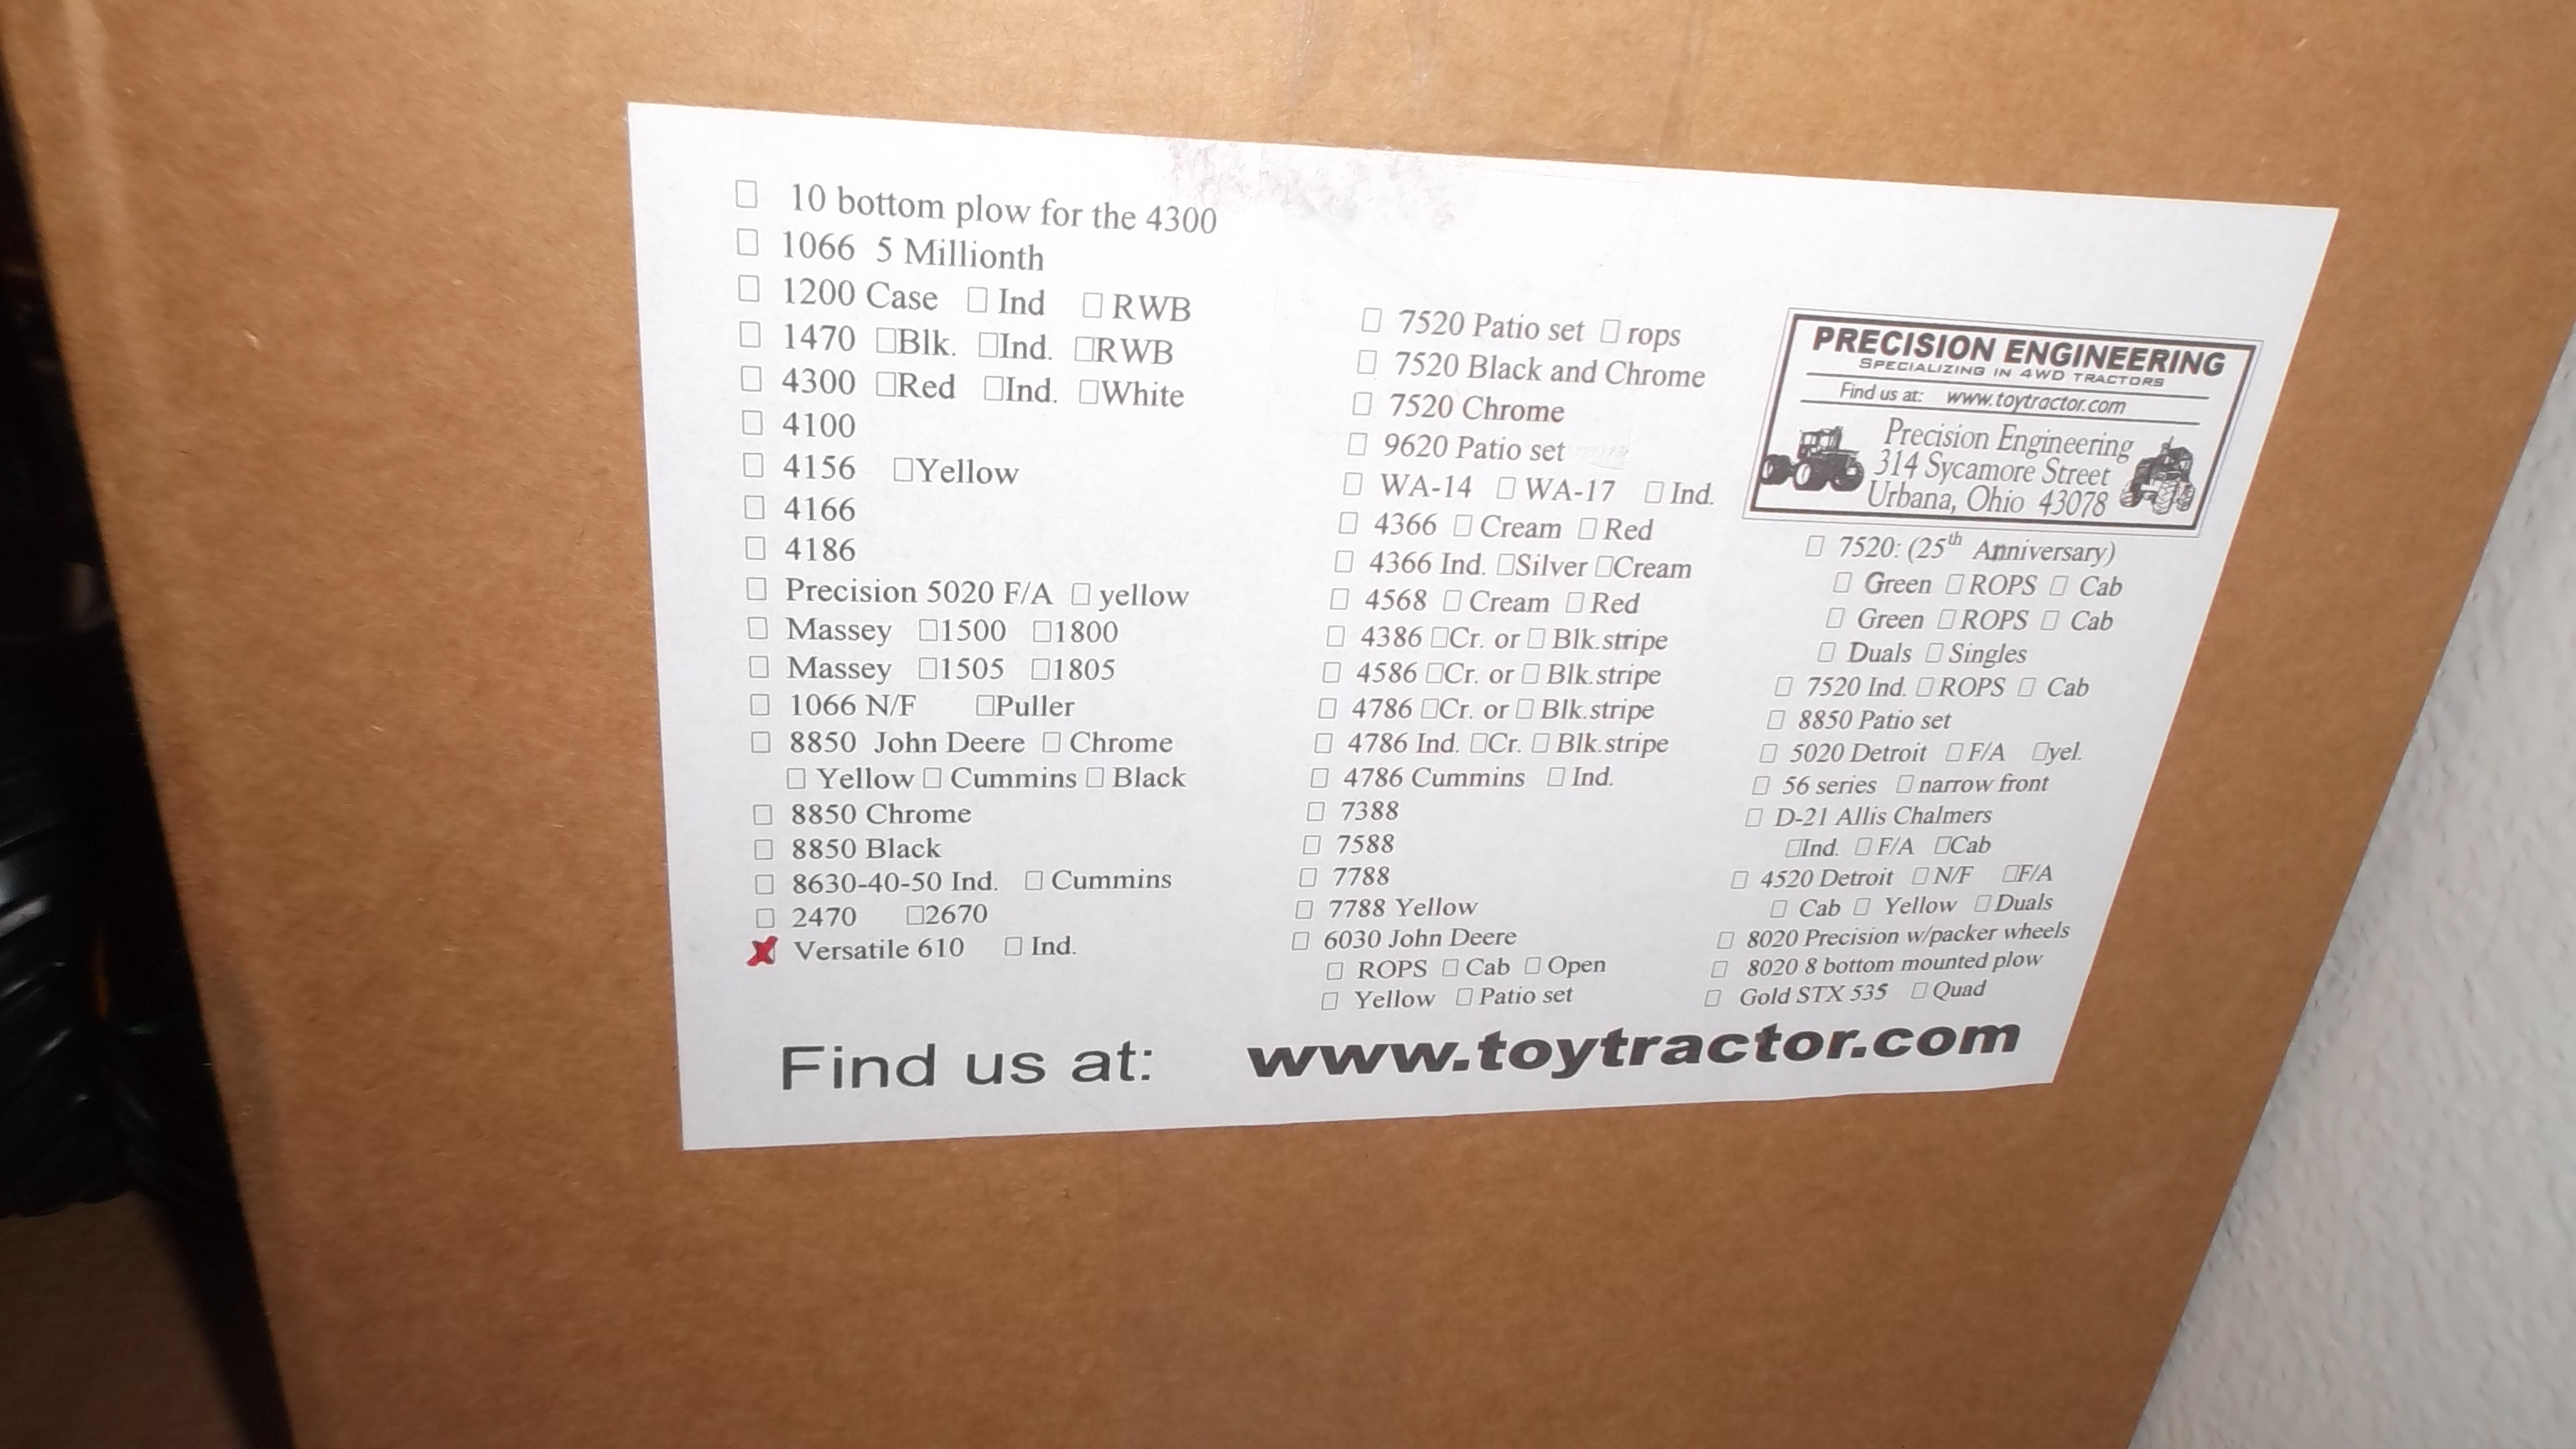 ☐ 10 bottom plow for the 4300
☐ 1066 5 Millionth
☐ 1200 Case ☐ Ind ☐ RWB
☐ 1470 ☐Blk. ☐Ind. ☐RWB
☐ 4300 ☐Red ☐Ind. ☐White
☐ 4100
☐ 4156 ☐Yellow
☐ 4166
☐ 4186
☐ Precision 5020 F/A ☐ yellow
☐ Massey ☐1500 ☐1800
☐ Massey ☐1505 ☐1805
☐ 1066 N/F ☐Puller
☐ 8850 John Deere ☐ Chrome
☐ Yellow ☐ Cummins ☐ Black
☐ 8850 Chrome
☐ 8850 Black
☐ 8630-40-50 Ind. ☐ Cummins
☐ 2470 ☐2670
☒ Versatile 610 ☐ Ind.
☐ 7520 Patio set ☐ rops
☐ 7520 Black and Chrome
☐ 7520 Chrome
☐ 9620 Patio set
☐ WA-14 ☐ WA-17 ☐ Ind.
☐ 4366 ☐ Cream ☐ Red
☐ 4366 Ind. ☐Silver ☐Cream
☐ 4568 ☐ Cream ☐ Red
☐ 4386 ☐Cr. or ☐ Blk.stripe
☐ 4586 ☐Cr. or ☐ Blk.stripe
☐ 4786 ☐Cr. or ☐ Blk.stripe
☐ 4786 Ind. ☐Cr. ☐ Blk.stripe
☐ 4786 Cummins ☐ Ind.
☐ 7388
☐ 7588
☐ 7788
☐ 7788 Yellow
☐ 6030 John Deere
☐ ROPS ☐ Cab ☐ Open
☐ Yellow ☐ Patio set
PRECISION ENGINEERING
SPECIALIZING IN 4WD TRACTORS
Find us at: www.toytractor.com
Precision Engineering
314 Sycamore Street
Urbana, Ohio 43078
☐ 7520: (25th Anniversary)
☐ Green ☐ ROPS ☐ Cab
☐ Green ☐ ROPS ☐ Cab
☐ Duals ☐ Singles
☐ 7520 Ind. ☐ ROPS ☐ Cab
☐ 8850 Patio set
☐ 5020 Detroit ☐ F/A ☐yel.
☐ 56 series ☐ narrow front
☐ D-21 Allis Chalmers
☐Ind. ☐ F/A ☐Cab
☐ 4520 Detroit ☐ N/F ☐F/A
☐ Cab ☐ Yellow ☐ Duals
☐ 8020 Precision w/packer wheels
☐ 8020 8 bottom mounted plow
☐ Gold STX 535 ☐ Quad
Find us at: www.toytractor.com